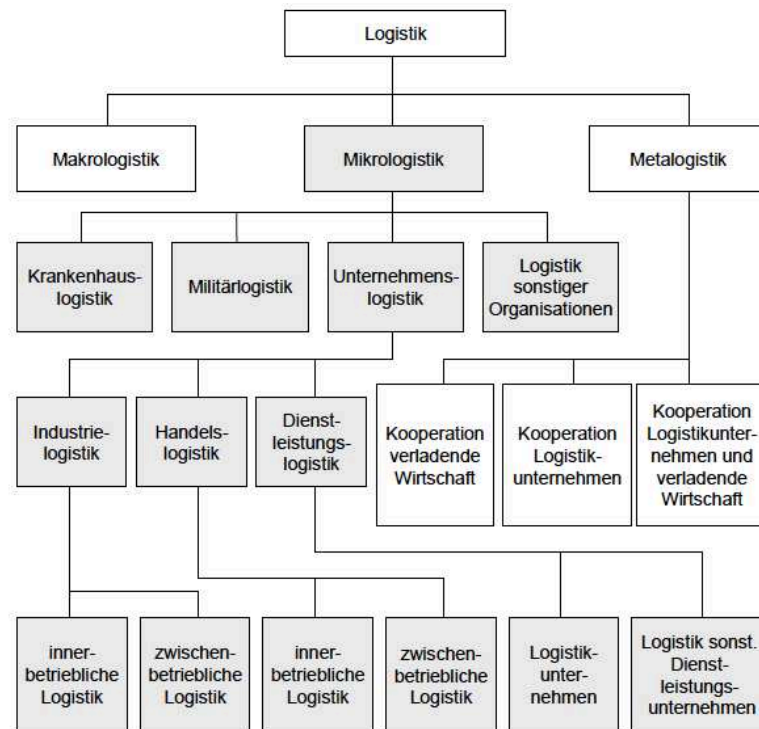 Logistik
Makrologistik
Mikrologistik
Metalogistik
Krankenhaus-
logistik
Militärlogistik
Unternehmens-
logistik
Logistik
sonstiger
Organisationen
Industrie-
logistik
Handels-
logistik
Dienst-
leistungs-
logistik
Kooperation
verladende
Wirtschaft
Kooperation
Logistik-
unternehmen
Kooperation
Logistikunter-
nehmen und
verladende
Wirtschaft
inner-
betriebliche
Logistik
zwischen-
betriebliche
Logistik
inner-
betriebliche
Logistik
zwischen-
betriebliche
Logistik
Logistik-
unter-
nehmen
Logistik sonst.
Dienst-
leistungs-
unternehmen